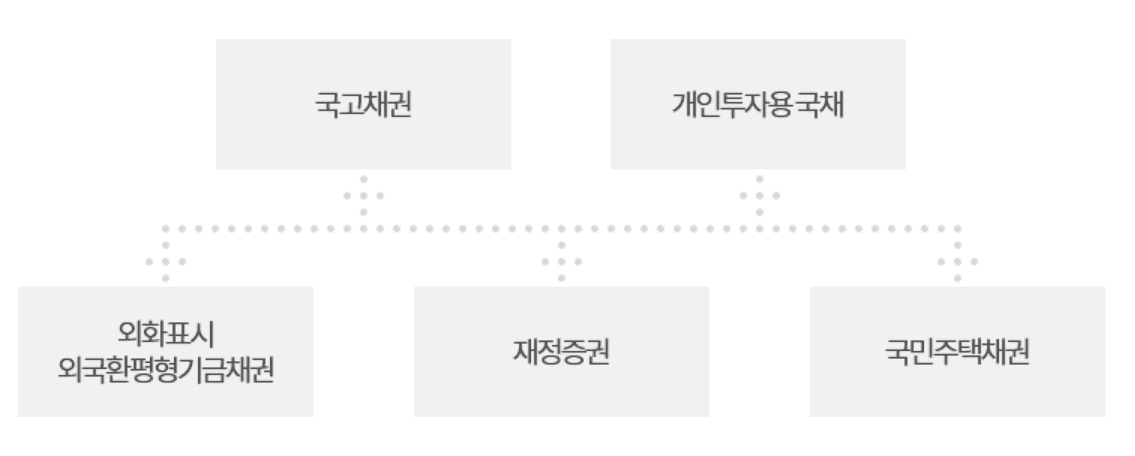 국고채권
개인투자용 국채
외화표시
외국환평형기금채권
재정증권
국민주택채권